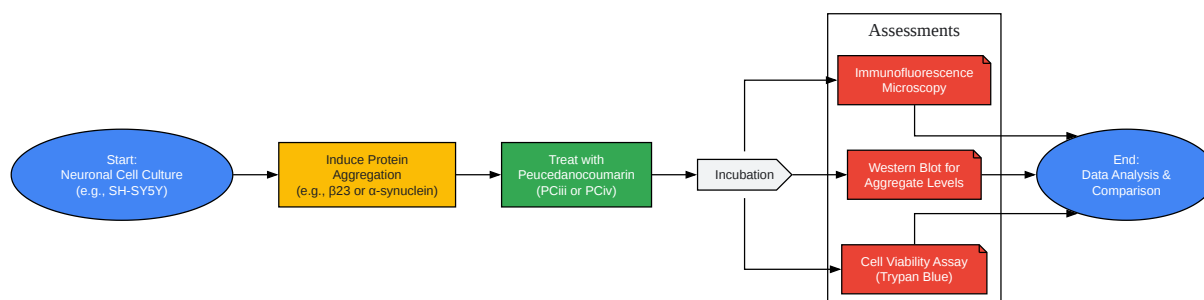 Start:
Neuronal Cell Culture
(e.g., SH-SY5Y)
Induce Protein
Aggregation
(e.g., β23 or α-synuclein)
Treat with
Peucedanocoumarin
(PCiii or PCiv)
Incubation
Assessments
Immunofluorescence
Microscopy
Western Blot for
Aggregate Levels
Cell Viability Assay
(Trypan Blue)
End:
Data Analysis &
Comparison